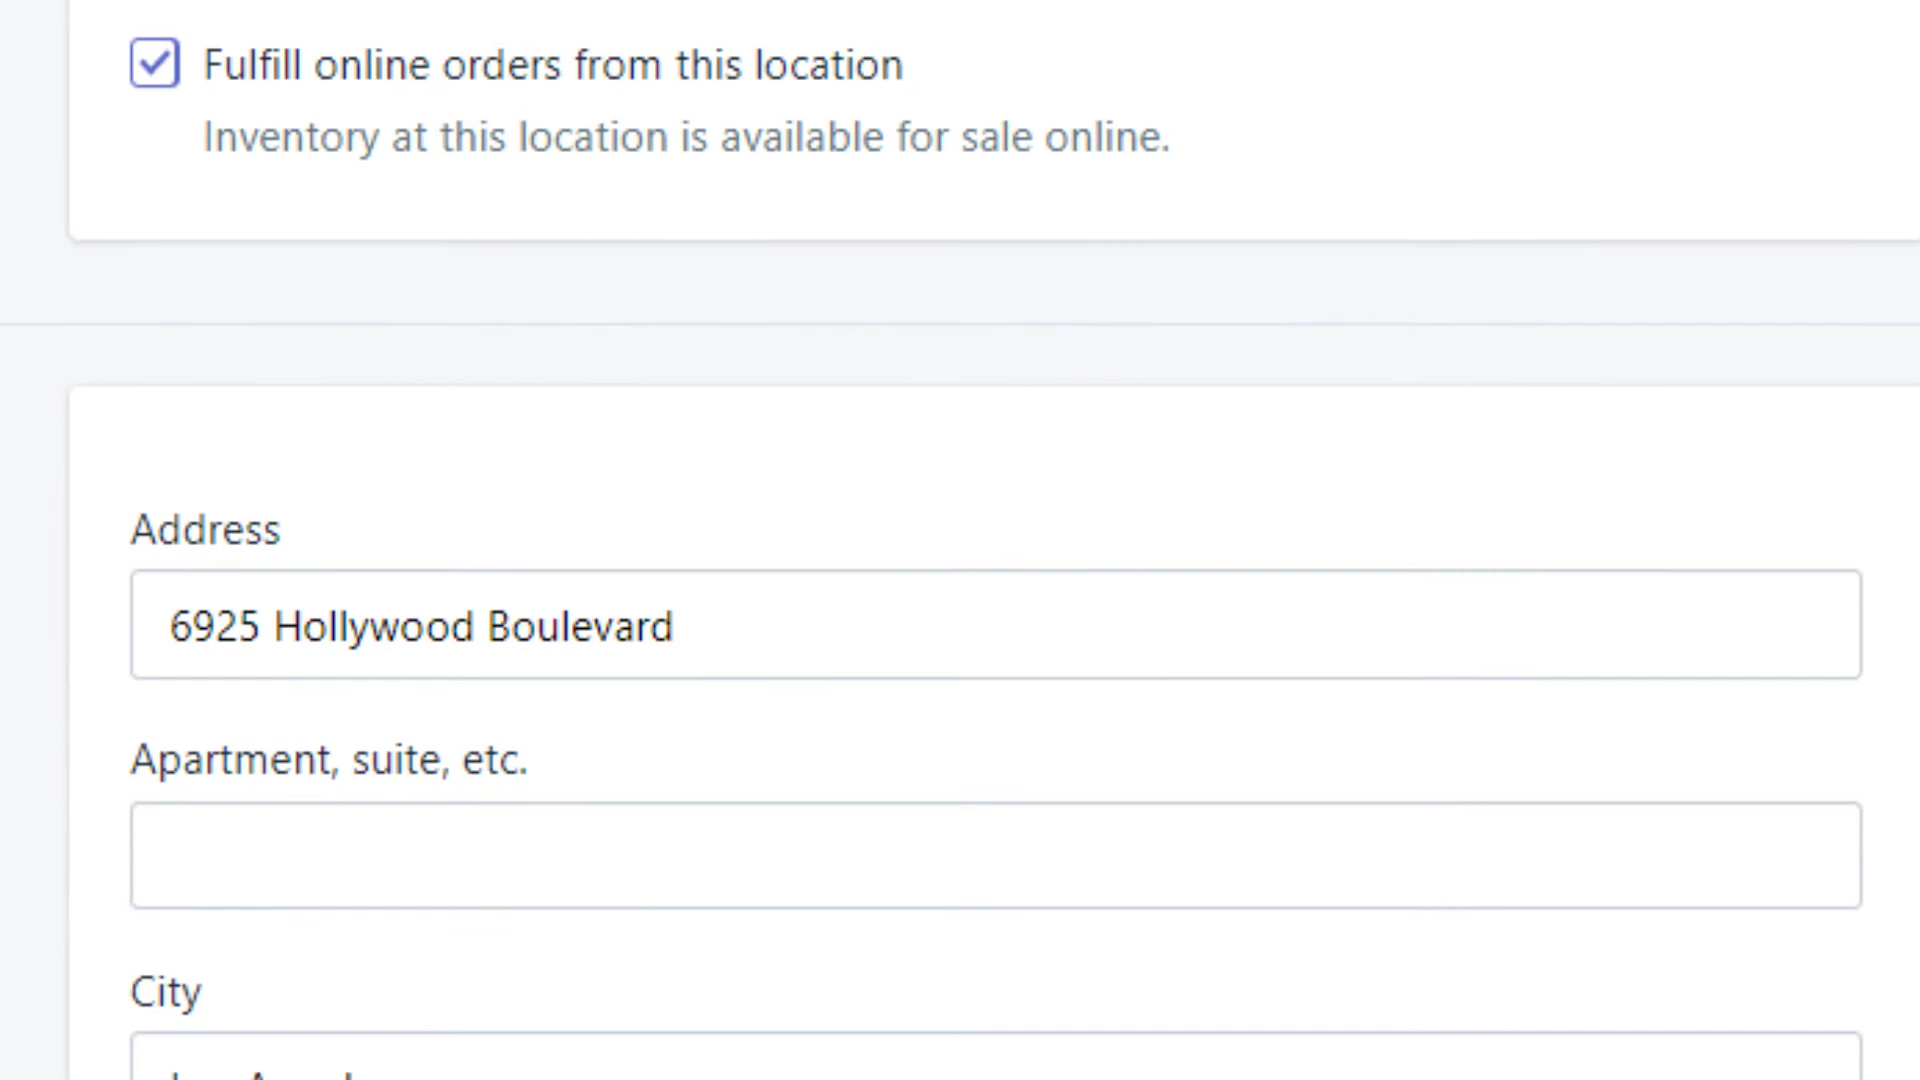 Fulfill online orders from this location
Inventory at this location is available for sale online.
Address
6925 Hollywood Boulevard
Apartment, suite, etc.
City